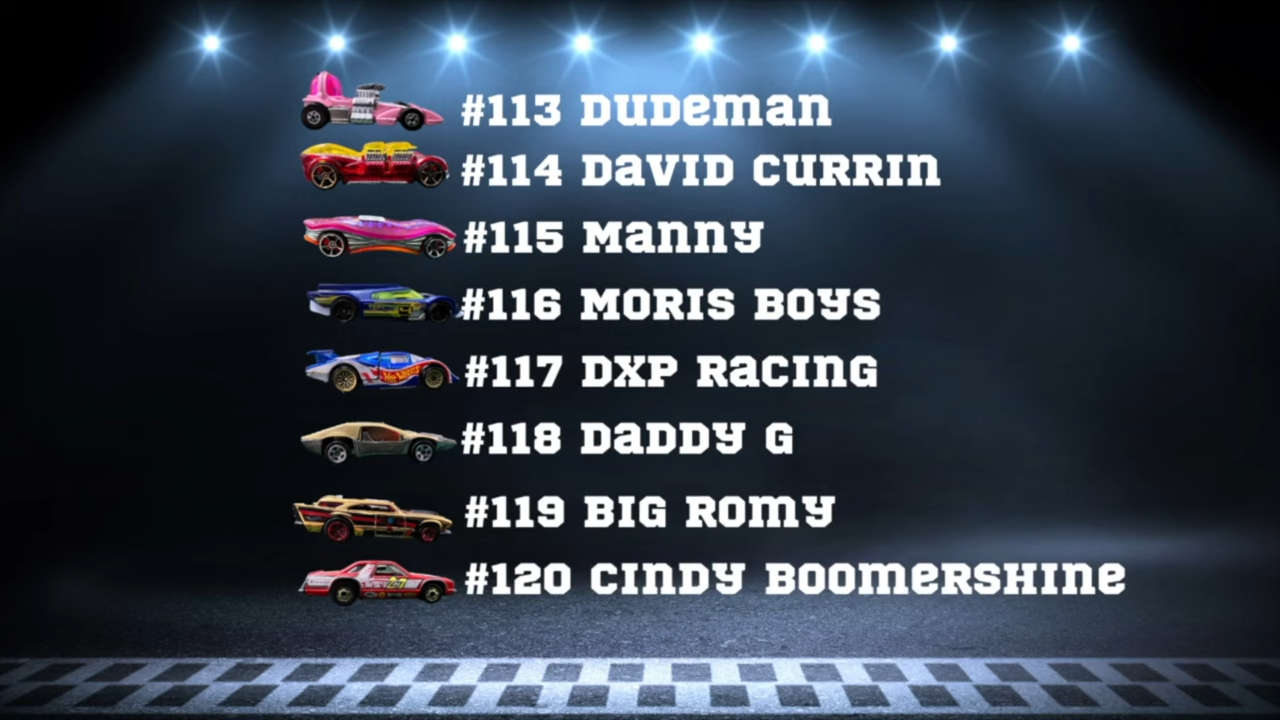 #113 DUDEMAN
#114 DAVID CURRIN
#115 MANNY
#116 MORIS BOYS
#117 DXP RACING
#118 DADDY G
#119 BIG ROMY
#120 CINDY BOOMERSHINE